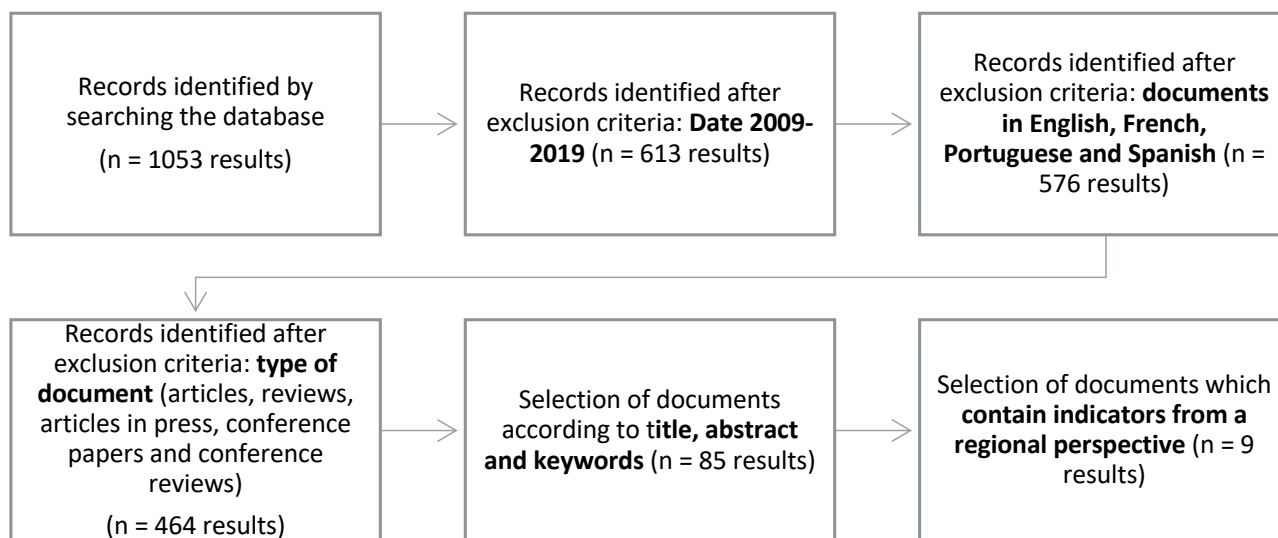 Records identified by
searching the database
(n = 1053 results)
Records identified after
exclusion criteria: Date 2009-
2019 (n = 613 results)
Records identified after
exclusion criteria: documents
in English, French,
Portuguese and Spanish (n =
576 results)
Records identified after
exclusion criteria: type of
document (articles, reviews,
articles in press, conference
papers and conference
reviews)
(n = 464 results)
Selection of documents
according to title, abstract
and keywords (n = 85 results)
Selection of documents which
contain indicators from a
regional perspective (n = 9
results)